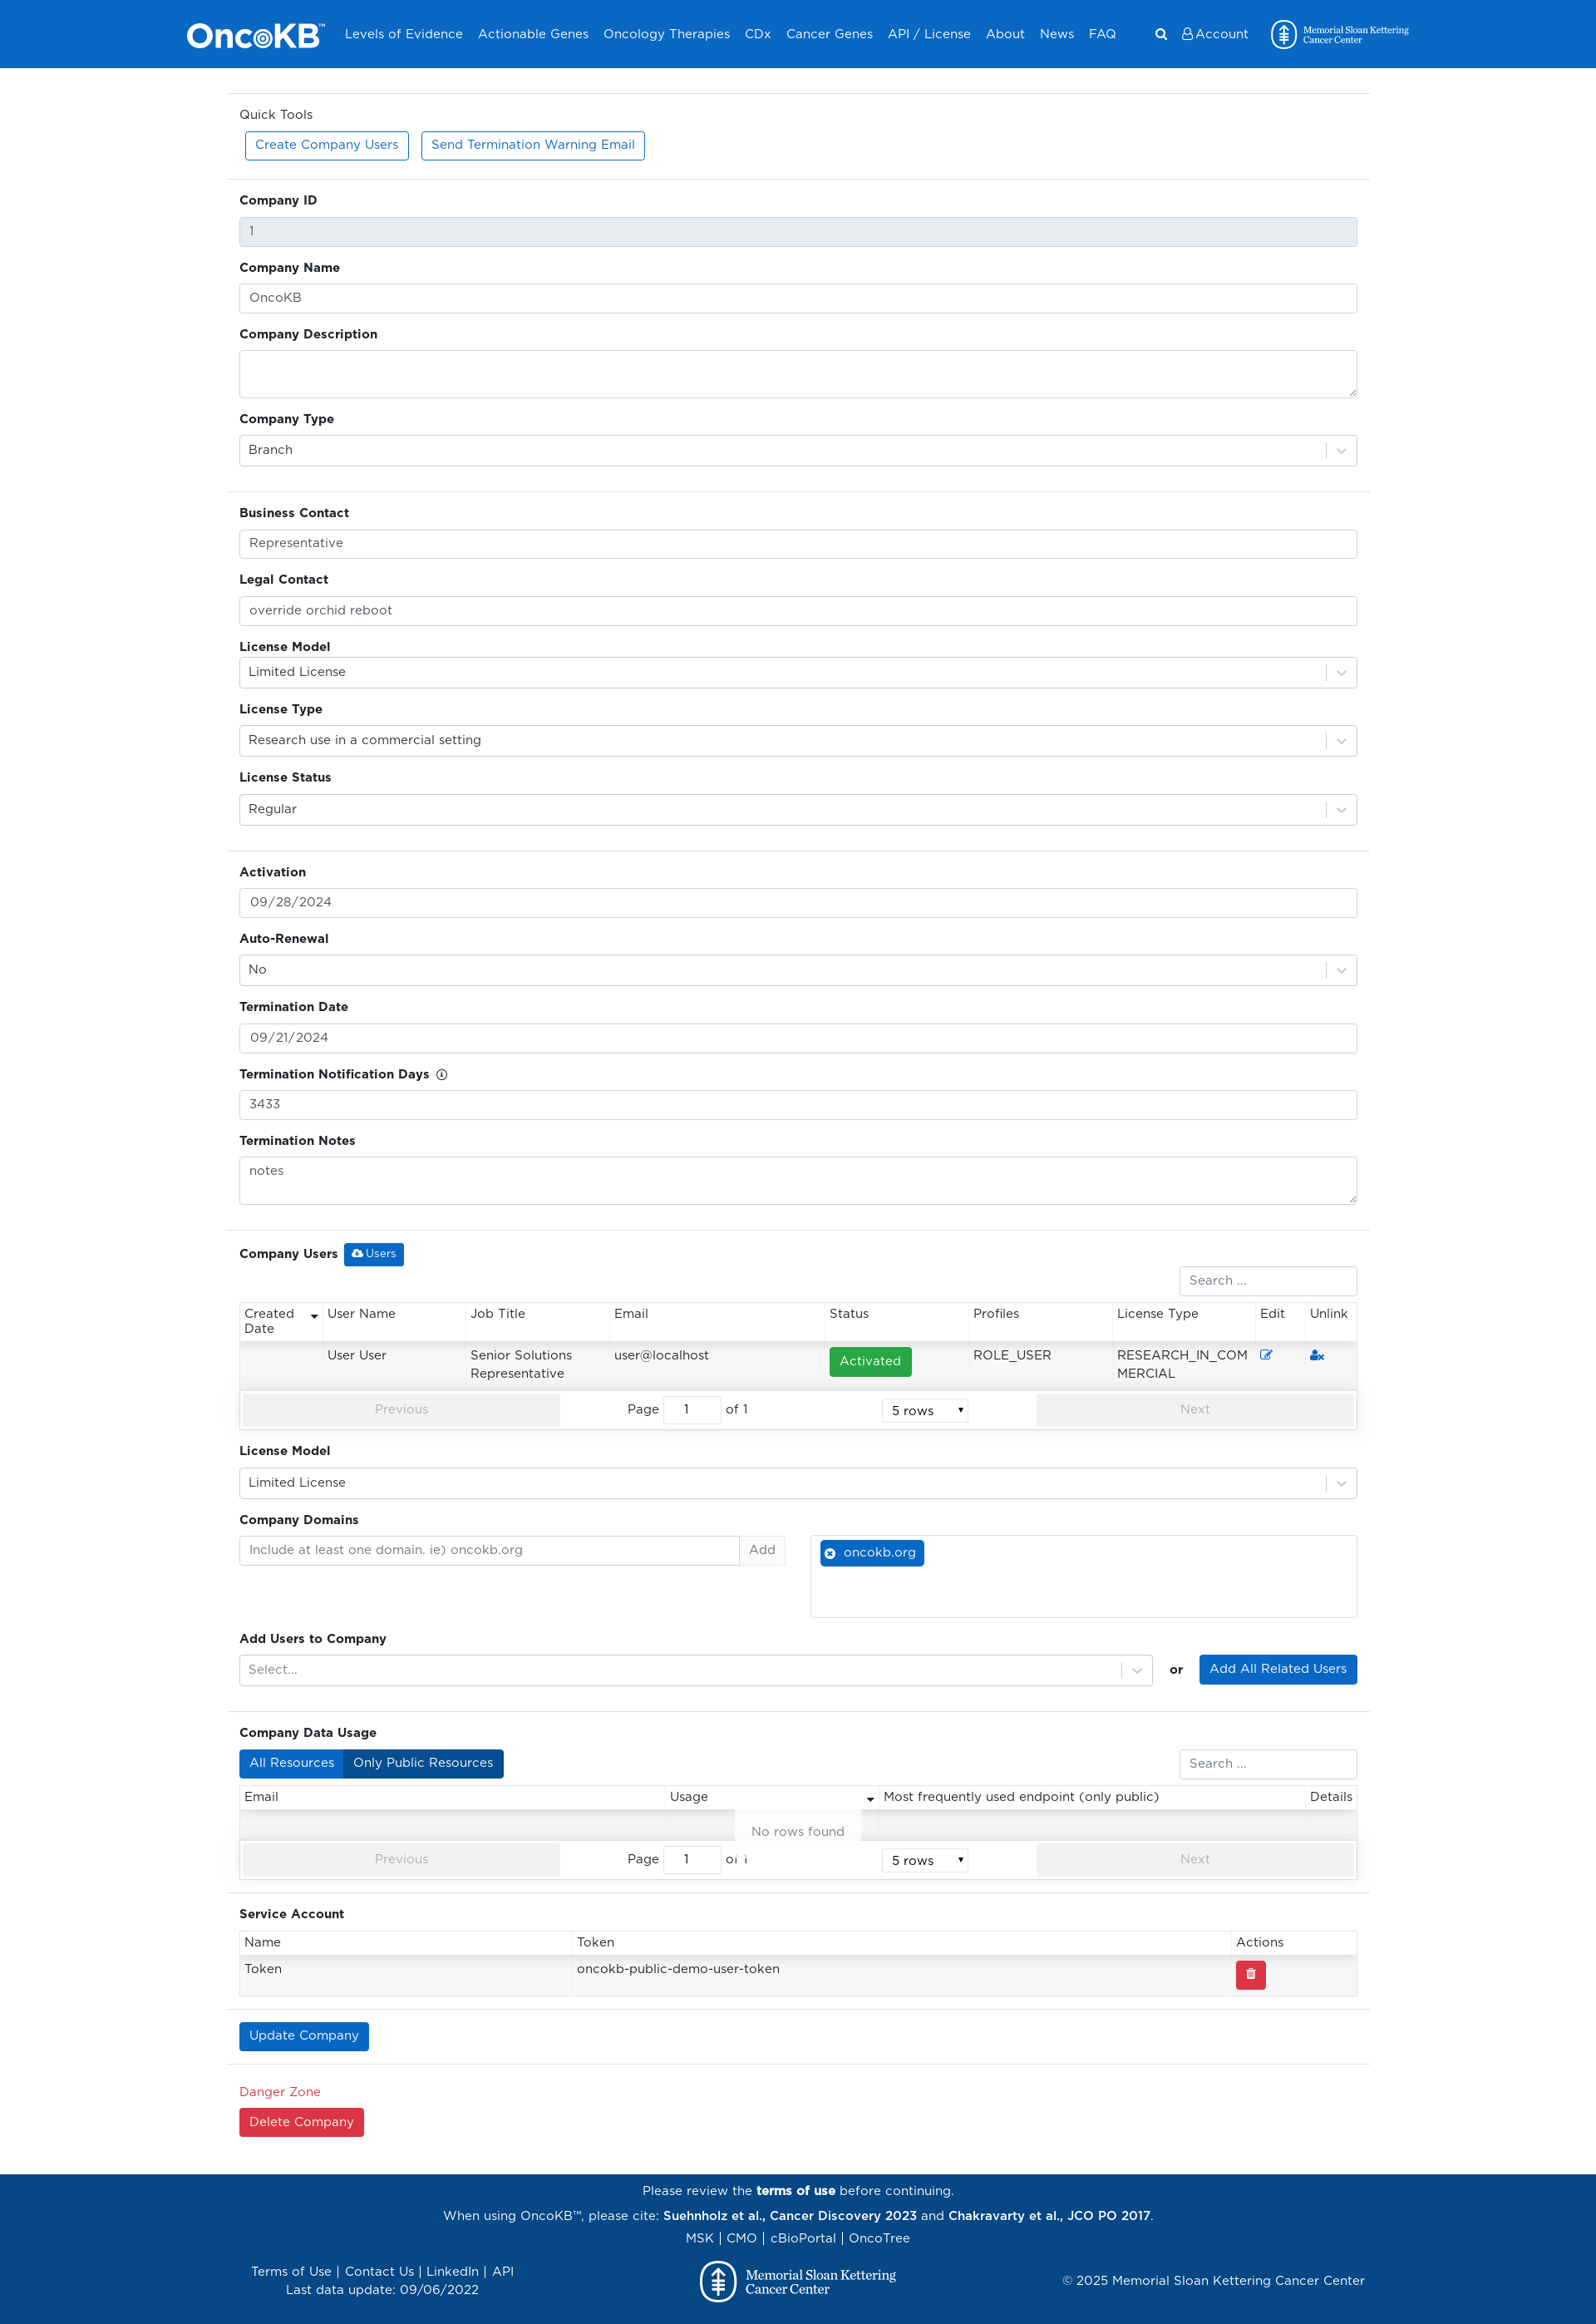 OncoKB™ Levels of Evidence Actionable Genes Oncology Therapies CDx Cancer Genes API / License About News FAQ Account Memorial Sloan Kettering Cancer Center
Quick Tools
Create Company Users Send Termination Warning Email
Company ID
1
Company Name
OncoKB
Company Description
Company Type
Branch
Business Contact
Representative
Legal Contact
override orchid reboot
License Model
Limited License
License Type
Research use in a commercial setting
License Status
Regular
Activation
09/28/2024
Auto-Renewal
No
Termination Date
09/21/2024
Termination Notification Days
3433
Termination Notes
notes
Company Users Users
Search ...
Created Date User Name Job Title Email Status Profiles License Type Edit Unlink
User User Senior Solutions Representative user@localhost Activated ROLE_USER RESEARCH_IN_COMMERCIAL
Previous Page 1 of 1 5 rows Next
License Model
Limited License
Company Domains
Include at least one domain. ie) oncokb.org Add oncokb.org
Add Users to Company
Select... or Add All Related Users
Company Data Usage
All Resources Only Public Resources Search ...
Email Usage Most frequently used endpoint (only public) Details
No rows found
Previous Page 1 of 1 5 rows Next
Service Account
Name Token Actions
Token oncokb-public-demo-user-token
Update Company
Danger Zone
Delete Company
Please review the terms of use before continuing.
When using OncoKB™, please cite: Suehnholz et al., Cancer Discovery 2023 and Chakravarty et al., JCO PO 2017.
MSK | CMO | cBioPortal | OncoTree
Terms of Use | Contact Us | LinkedIn | API
Last data update: 09/06/2022
Memorial Sloan Kettering
Cancer Center
© 2025 Memorial Sloan Kettering Cancer Center